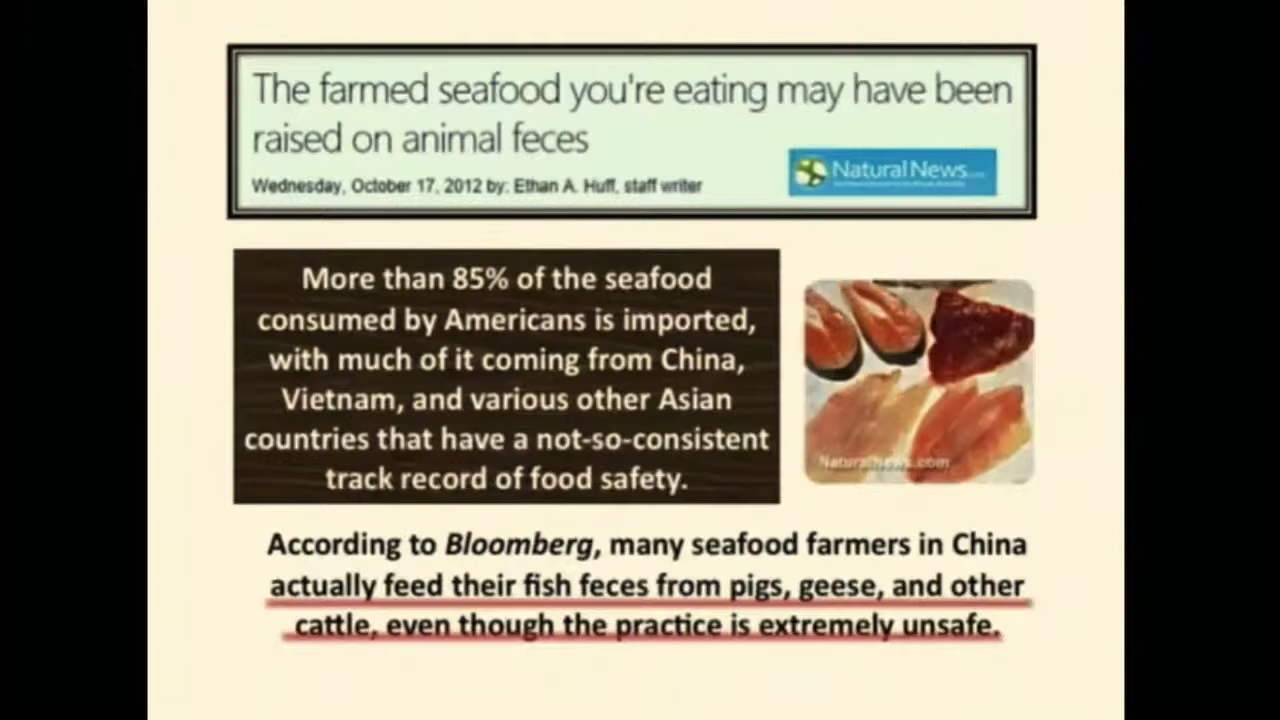 The farmed seafood you're eating may have been
raised on animal feces
Wednesday, October 17, 2012 by: Ethan A. Huff, staff writer
NaturalNews.com
More than 85% of the seafood
consumed by Americans is imported,
with much of it coming from China,
Vietnam, and various other Asian
countries that have a not-so-consistent
track record of food safety.
NaturalNews.com
According to Bloomberg, many seafood farmers in China
actually feed their fish feces from pigs, geese, and other
cattle, even though the practice is extremely unsafe.